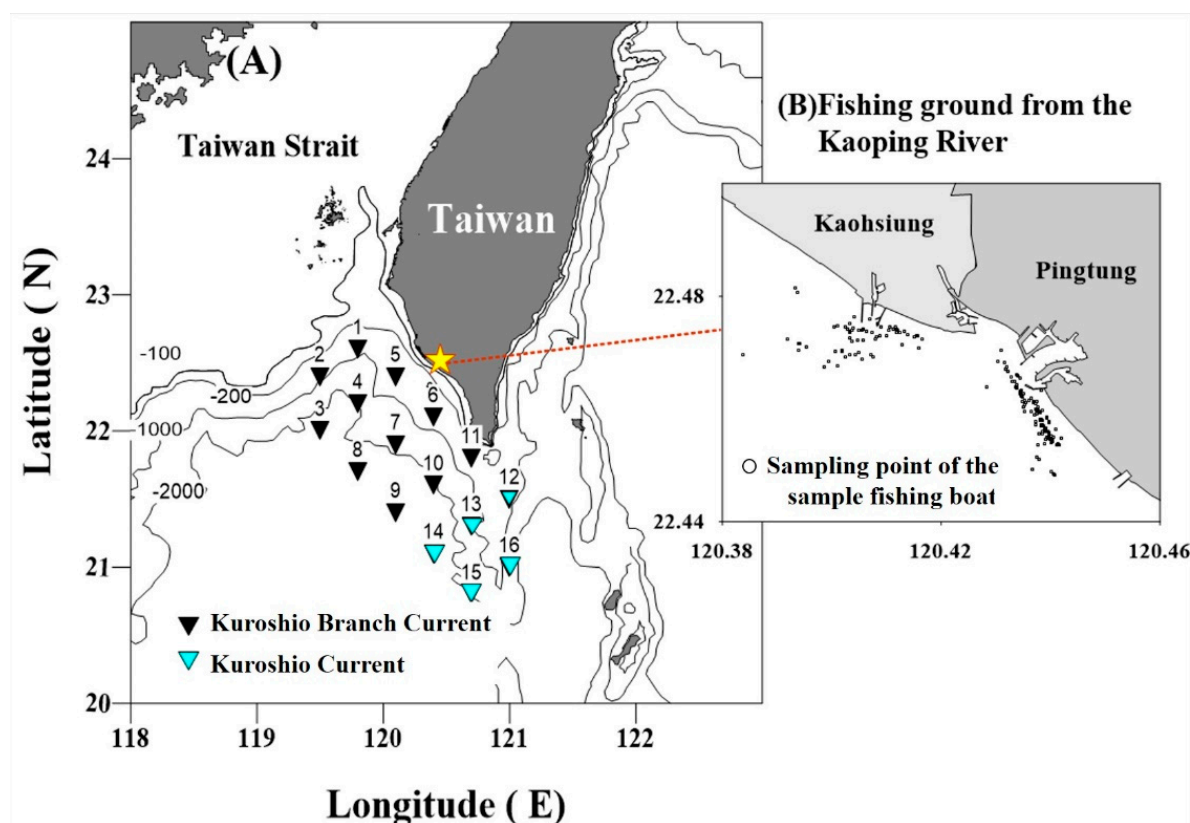 (A)
Taiwan Strait
Taiwan
24
23
22
21
20
118
119
120
121
122
Latitude ( N)
Longitude ( E)
-100
-200
1000
-2000
1
2
5
4
6
3
7
11
8
10
12
9
13
14
16
15
Kuroshio Branch Current
Kuroshio Current
(B)Fishing ground from the
Kaoping River
Kaohsiung
Pingtung
22.48
22.44
120.38
120.42
120.46
Sampling point of the
sample fishing boat